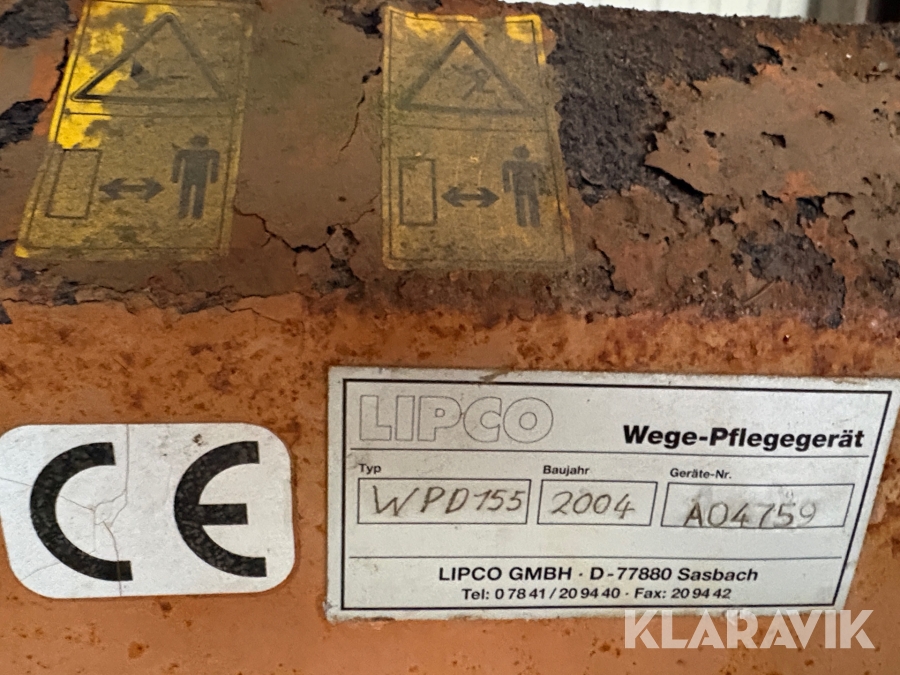 CE
LIPCO
Wege-Pflegegerät
Typ Baujahr Geräte-Nr.
WPD155 2004 A04759
LIPCO GMBH · D-77880 Sasbach
Tel: 0 78 41 / 20 94 40 · Fax: 20 94 42
KLARAVIK